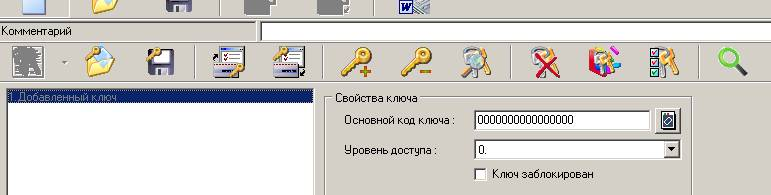 W
Комментарий
1.Добавленный ключ
Свойства ключа
Основной код ключа : 0000000000000000
Уровень доступа : 0.
Ключ заблокирован